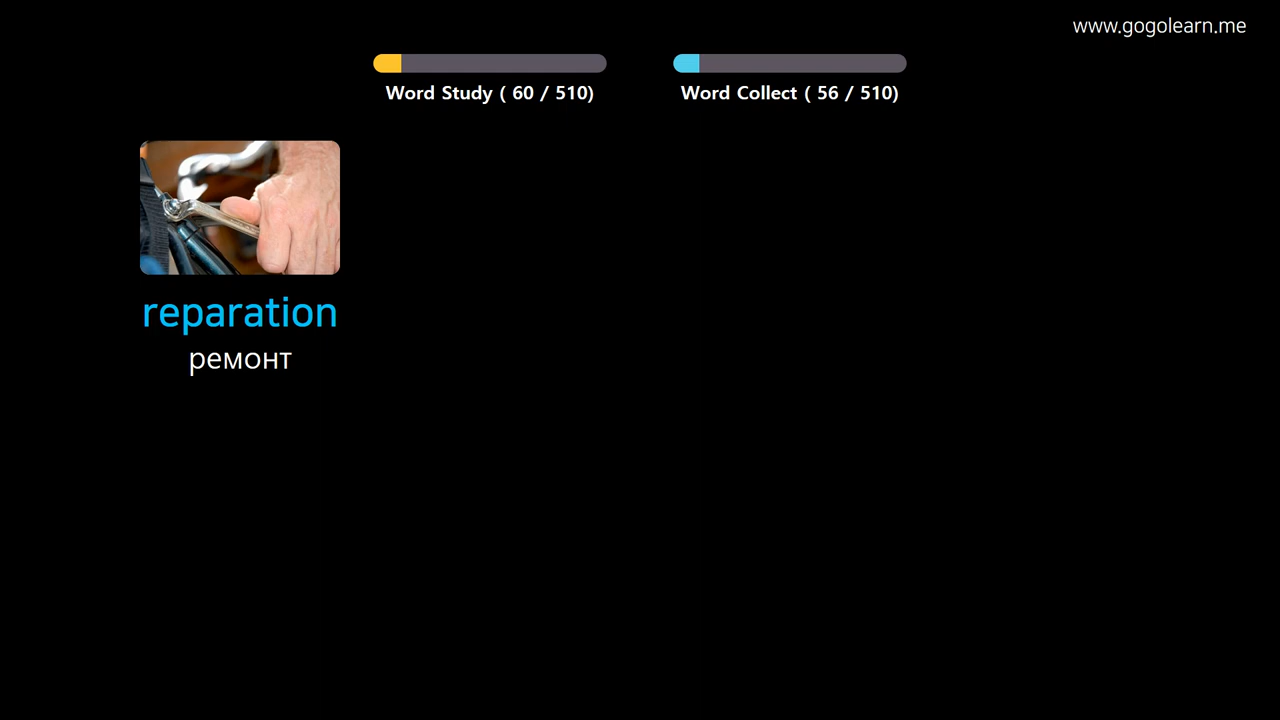 www.gogolearn.me
Word Study ( 60 / 510)
Word Collect ( 56 / 510)
reparation
ремонт